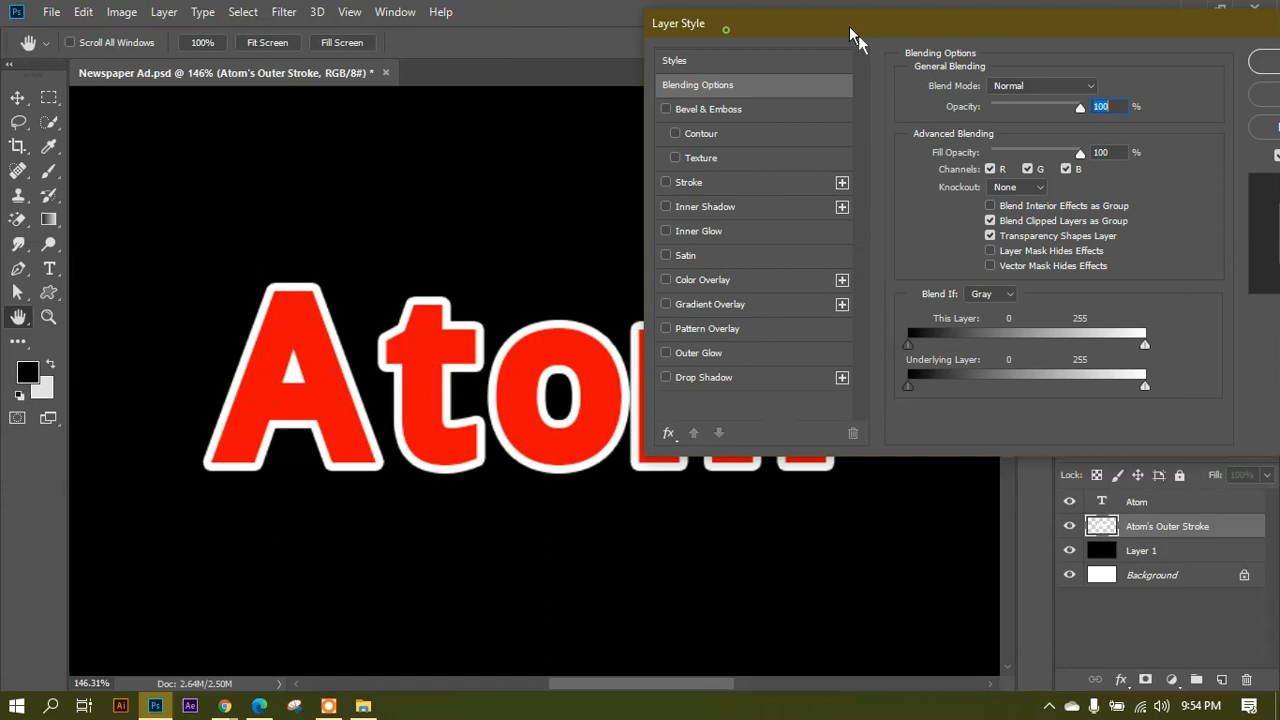 File Edit Image Layer Type Select Filter 3D View Window Help
Layer Style
Scroll All Windows 100% Fit Screen Fill Screen
Newspaper Ad.psd @ 146% (Atom's Outer Stroke, RGB/8#) *
Styles
Blending Options
Bevel & Emboss
Contour
Texture
Stroke
Inner Shadow
Inner Glow
Satin
Color Overlay
Gradient Overlay
Pattern Overlay
Outer Glow
Drop Shadow
fx
Blending Options
General Blending
Blend Mode: Normal
Opacity: 100 %
Advanced Blending
Fill Opacity: 100 %
Channels: R G B
Knockout: None
Blend Interior Effects as Group
Blend Clipped Layers as Group
Transparency Shapes Layer
Layer Mask Hides Effects
Vector Mask Hides Effects
Blend If: Gray
This Layer: 0 255
Underlying Layer: 0 255
Ato
Lock: Fill: 100%
T Atom
Atom's Outer Stroke
Layer 1
Background
fx
146.31% Doc: 2.64M/2.50M
Ai Ps Ae 9:54 PM